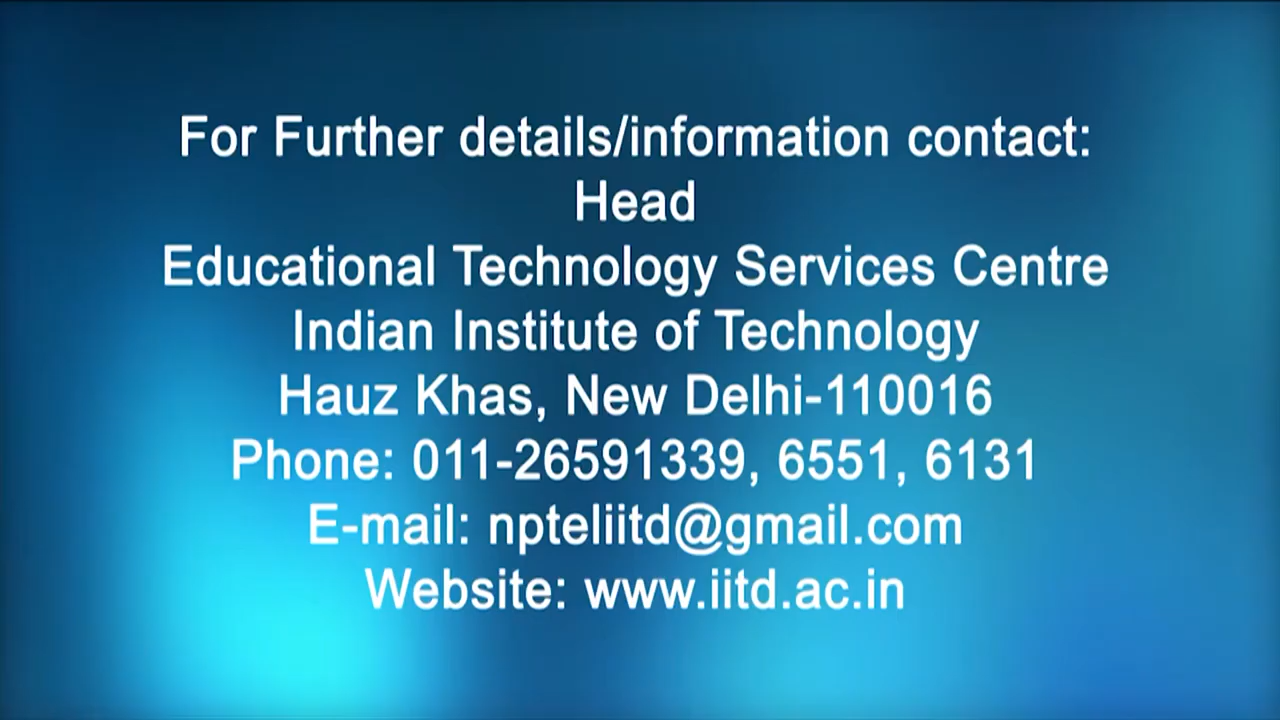 For Further details/information contact:
Head
Educational Technology Services Centre
Indian Institute of Technology
Hauz Khas, New Delhi-110016
Phone: 011-26591339, 6551, 6131
E-mail: npteliitd@gmail.com
Website: www.iitd.ac.in